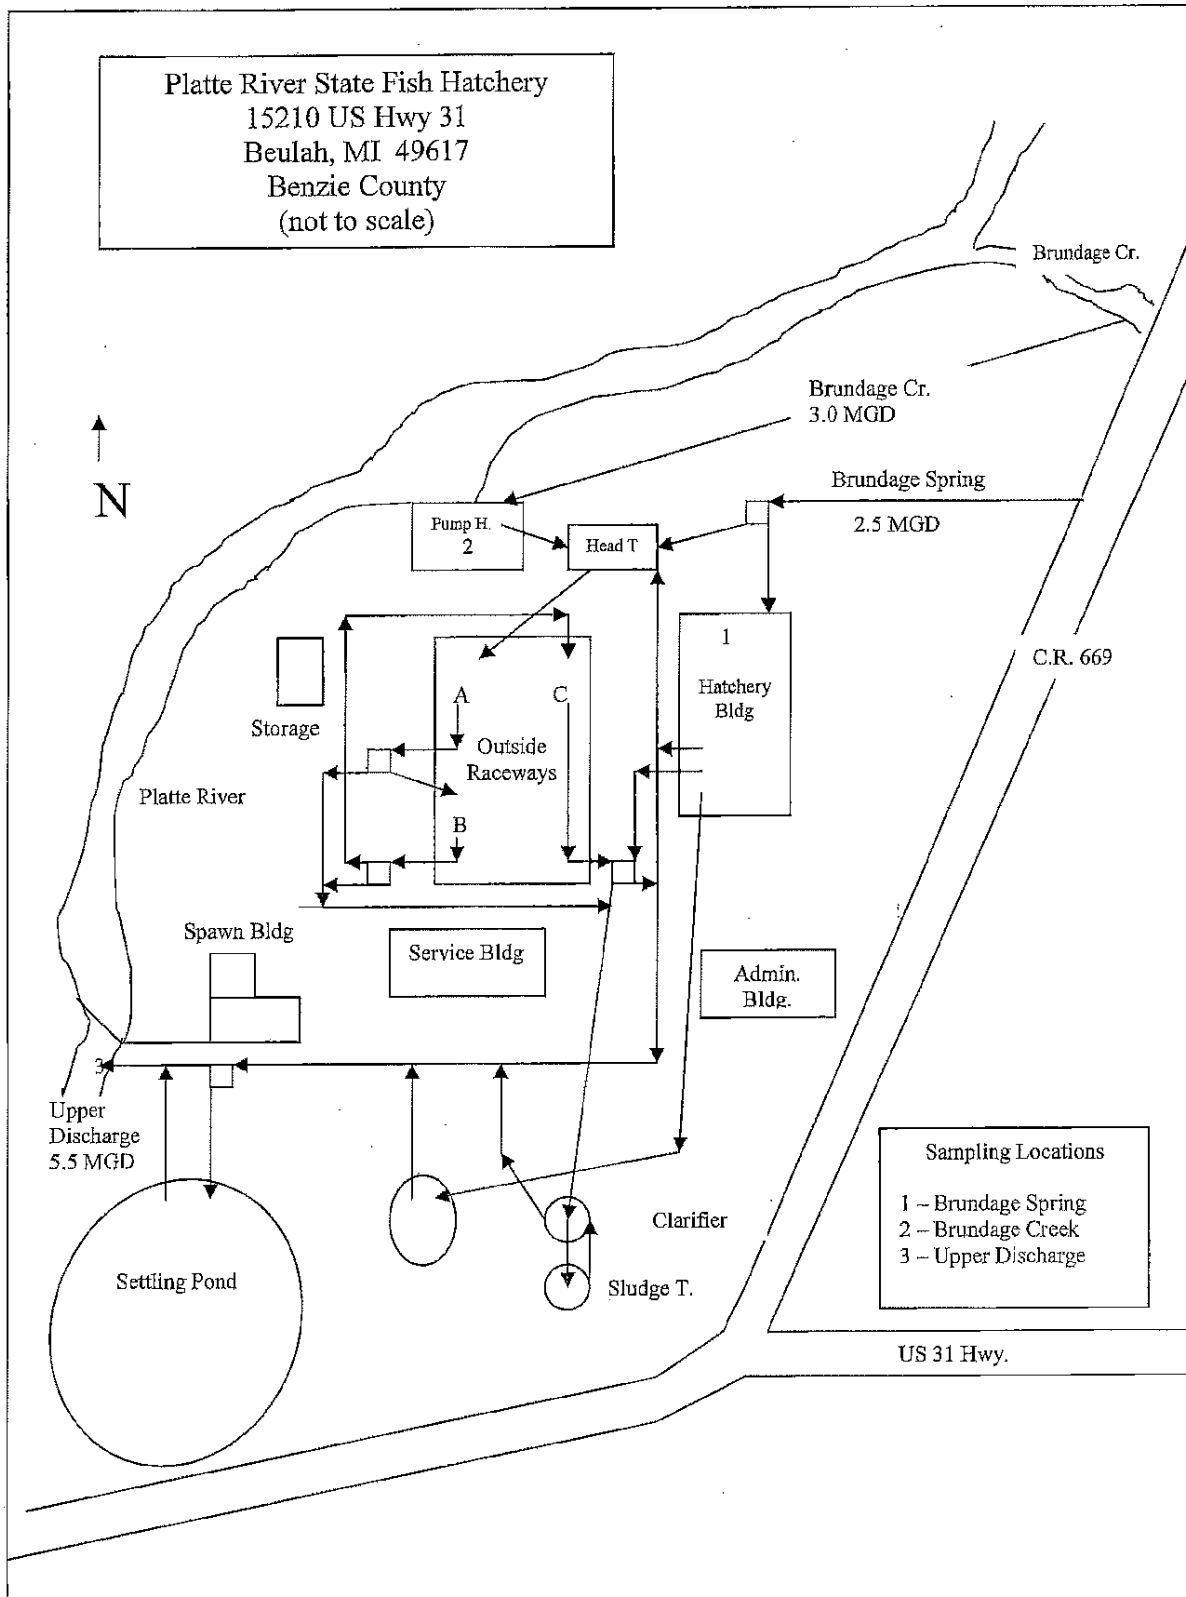 Platte River State Fish Hatchery
15210 US Hwy 31
Beulah, MI 49617
Benzie County
(not to scale)
Brundage Cr.
Brundage Cr.
3.0 MGD
N
Brundage Spring
2.5 MGD
Pump H.
2
Head T
1
Hatchery
Bldg
C.R. 669
A
C
Storage
Outside
Raceways
Platte River
B
Spawn Bldg
Service Bldg
Admin.
Bldg.
3
Upper
Discharge
5.5 MGD
Sampling Locations
1 – Brundage Spring
2 – Brundage Creek
3 – Upper Discharge
Clarifier
Settling Pond
Sludge T.
US 31 Hwy.